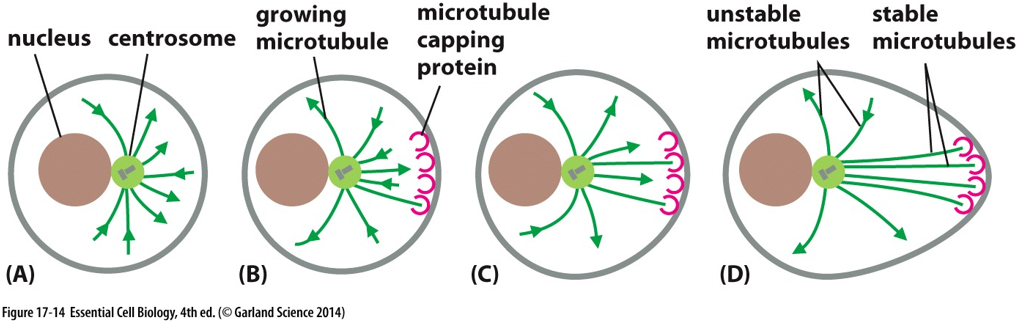 nucleus
centrosome
growing
microtubule
microtubule
capping
protein
unstable
microtubules
stable
microtubules
(A)
(B)
(C)
(D)
Figure 17-14 Essential Cell Biology, 4th ed. (© Garland Science 2014)